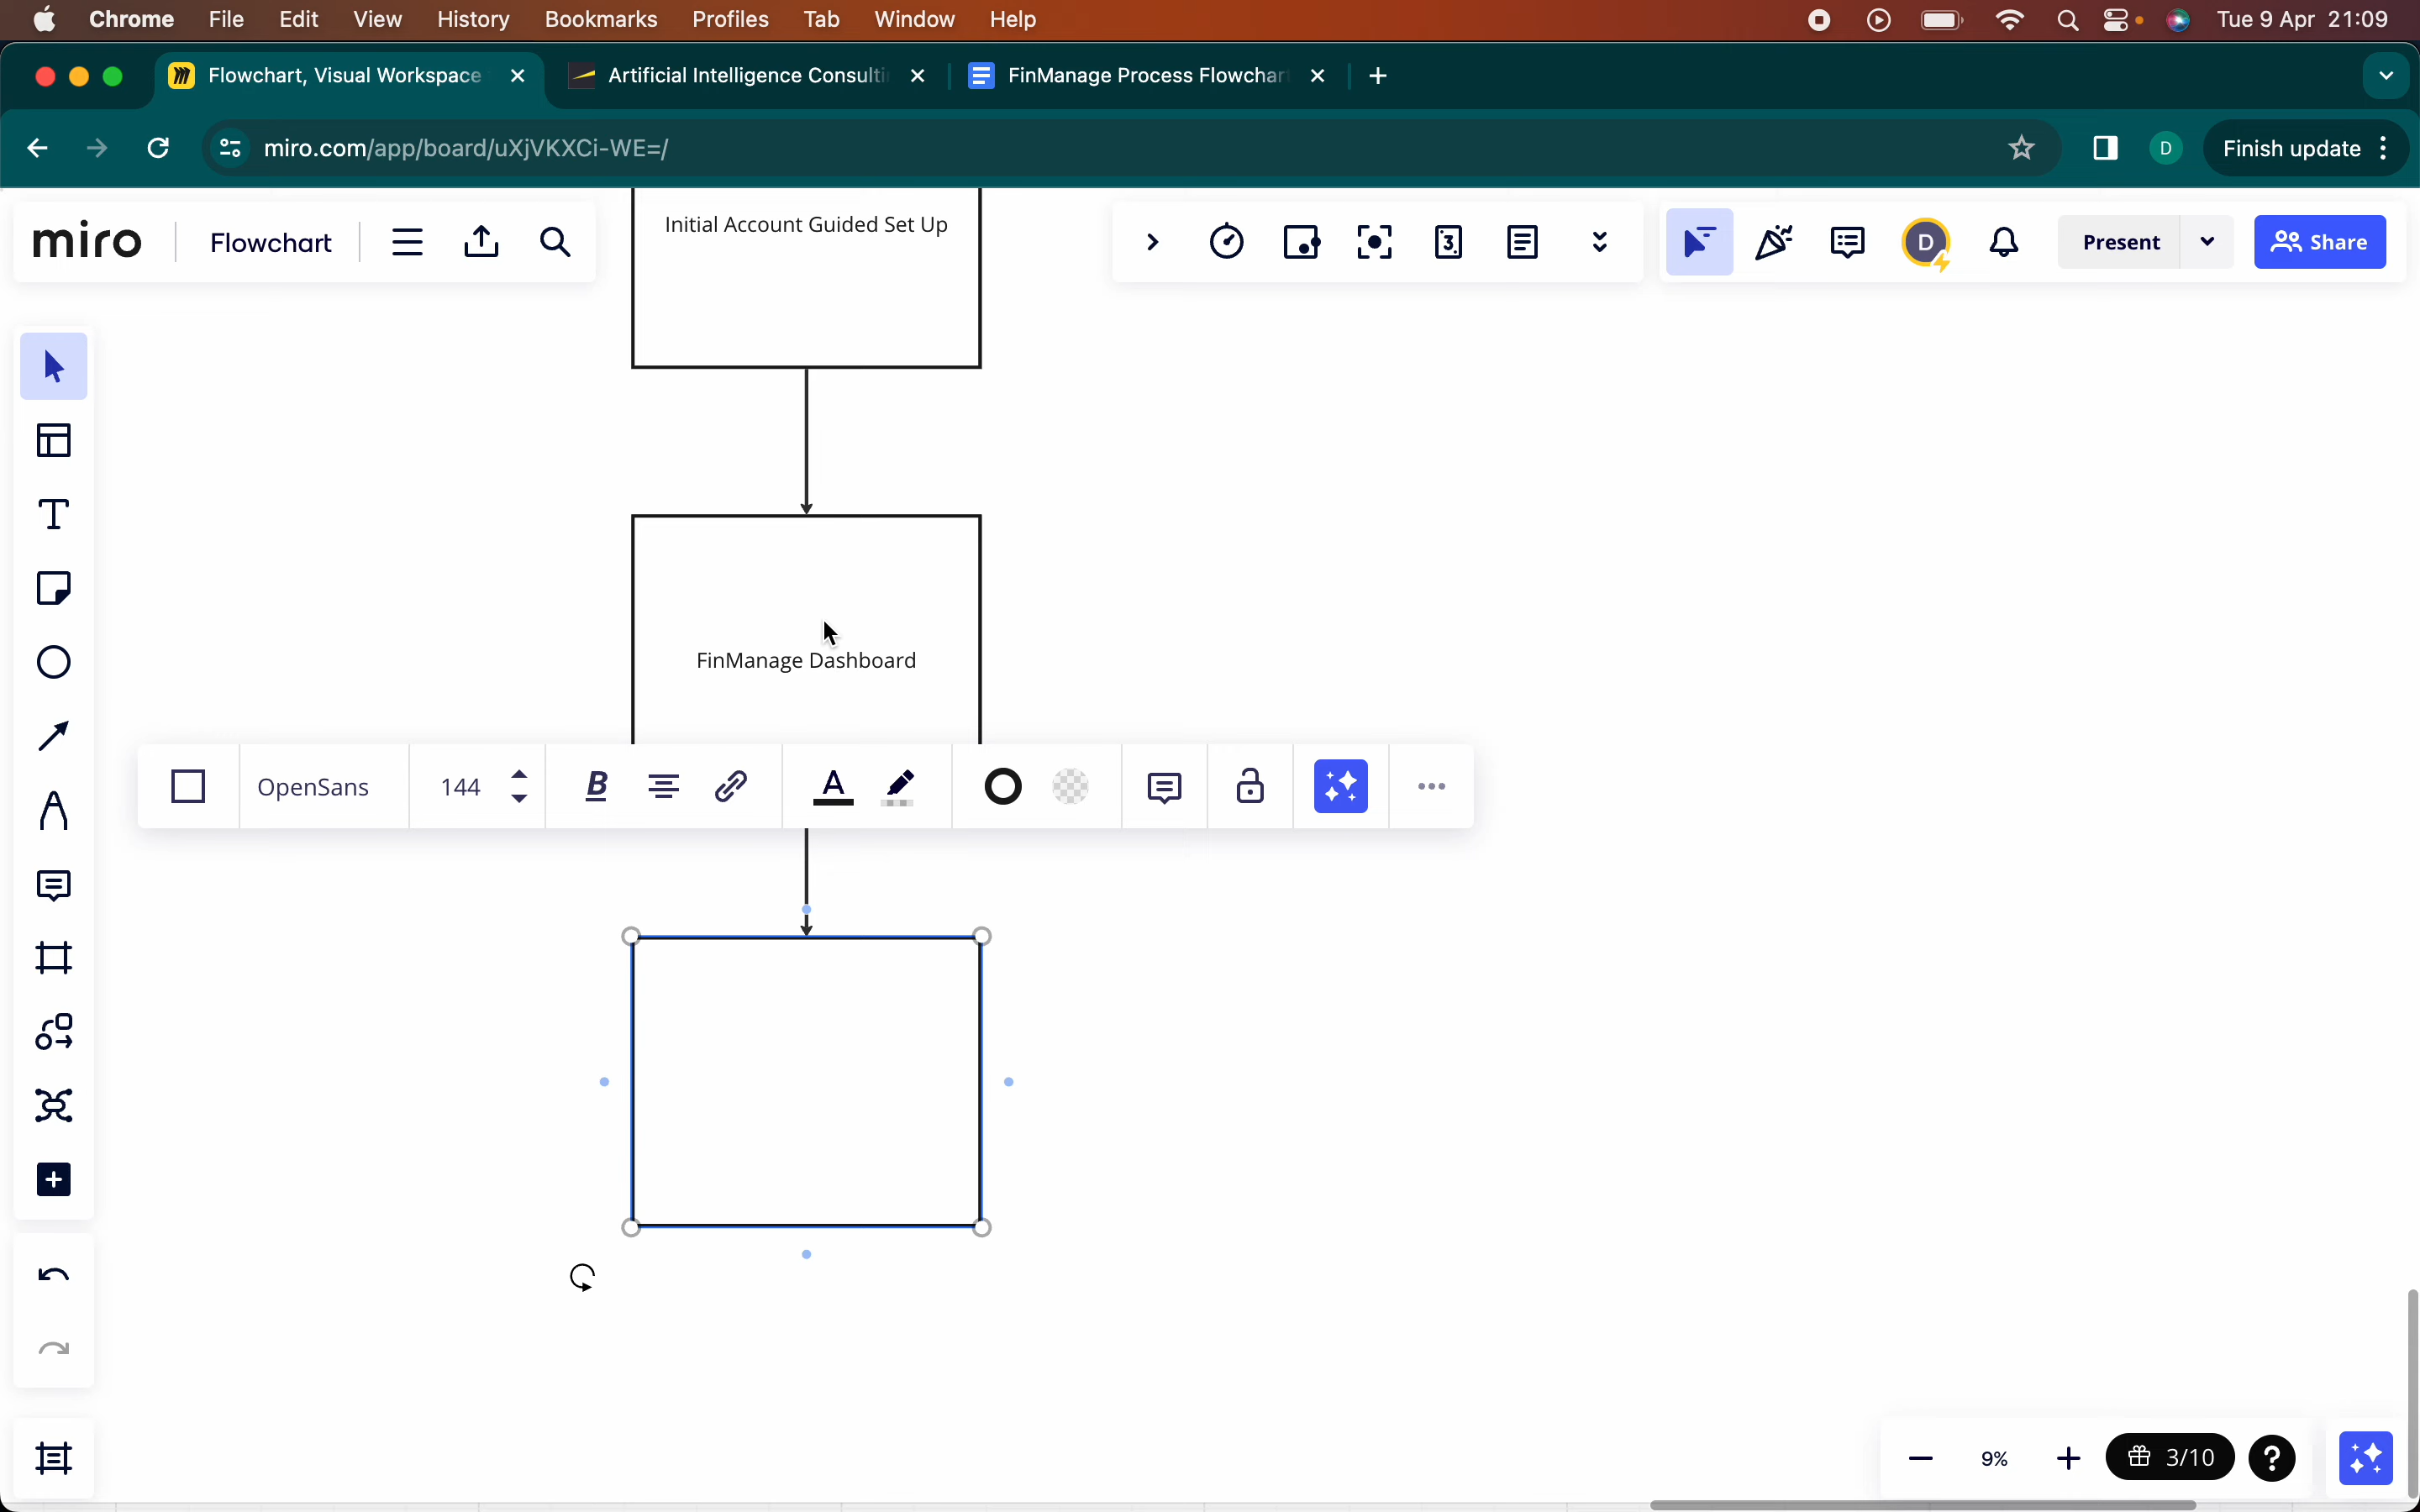 Chrome File Edit View History Bookmarks Profiles Tab Window Help Tue 9 Apr 21:09
Flowchart, Visual Workspace Artificial Intelligence Consulti FinManage Process Flowchar
miro.com/app/board/uXjVKXCi-WE=/ D Finish update
miro Flowchart 3 D Present Share
Initial Account Guided Set Up
FinManage Dashboard
OpenSans 144 B A
9% 3/10 ?